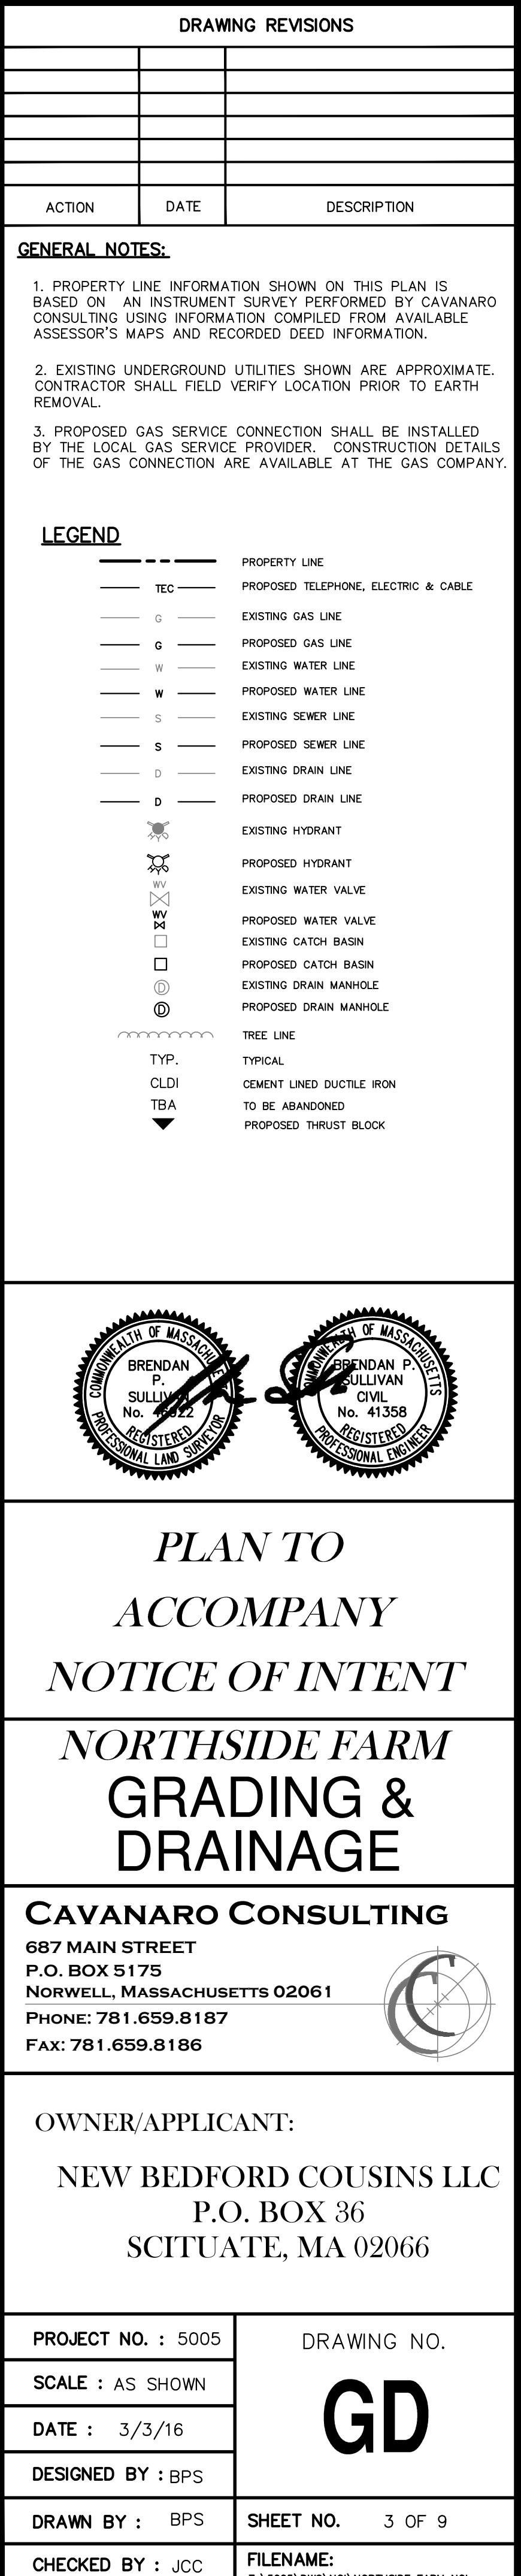 DRAWING REVISIONS
ACTION DATE DESCRIPTION
GENERAL NOTES:
1. PROPERTY LINE INFORMATION SHOWN ON THIS PLAN IS
BASED ON AN INSTRUMENT SURVEY PERFORMED BY CAVANARO
CONSULTING USING INFORMATION COMPILED FROM AVAILABLE
ASSESSOR'S MAPS AND RECORDED DEED INFORMATION.
2. EXISTING UNDERGROUND UTILITIES SHOWN ARE APPROXIMATE.
CONTRACTOR SHALL FIELD VERIFY LOCATION PRIOR TO EARTH
REMOVAL.
3. PROPOSED GAS SERVICE CONNECTION SHALL BE INSTALLED
BY THE LOCAL GAS SERVICE PROVIDER. CONSTRUCTION DETAILS
OF THE GAS CONNECTION ARE AVAILABLE AT THE GAS COMPANY.
LEGEND
PROPERTY LINE
TEC PROPOSED TELEPHONE, ELECTRIC & CABLE
G EXISTING GAS LINE
G PROPOSED GAS LINE
W EXISTING WATER LINE
W PROPOSED WATER LINE
S EXISTING SEWER LINE
S PROPOSED SEWER LINE
D EXISTING DRAIN LINE
D PROPOSED DRAIN LINE
EXISTING HYDRANT
PROPOSED HYDRANT
WV EXISTING WATER VALVE
WV PROPOSED WATER VALVE
EXISTING CATCH BASIN
PROPOSED CATCH BASIN
D EXISTING DRAIN MANHOLE
D PROPOSED DRAIN MANHOLE
TREE LINE
TYP. TYPICAL
CLDI CEMENT LINED DUCTILE IRON
TBA TO BE ABANDONED
PROPOSED THRUST BLOCK
COMMONWEALTH OF MASSACHUSETTS
BRENDAN
P.
SULLIVAN
No.
REGISTERED
PROFESSIONAL LAND SURVEYOR
COMMONWEALTH OF MASSACHUSETTS
BRENDAN P.
SULLIVAN
CIVIL
No. 41358
REGISTERED
PROFESSIONAL ENGINEER
PLAN TO
ACCOMPANY
NOTICE OF INTENT
NORTHSIDE FARM
GRADING &
DRAINAGE
CAVANARO CONSULTING
687 MAIN STREET
P.O. BOX 5175
NORWELL, MASSACHUSETTS 02061
PHONE: 781.659.8187
FAX: 781.659.8186
OWNER/APPLICANT:
NEW BEDFORD COUSINS LLC
P.O. BOX 36
SCITUATE, MA 02066
PROJECT NO. : 5005
SCALE : AS SHOWN
DATE : 3/3/16
DESIGNED BY : BPS
DRAWN BY : BPS
CHECKED BY : JCC
DRAWING NO.
GD
SHEET NO. 3 OF 9
FILENAME: